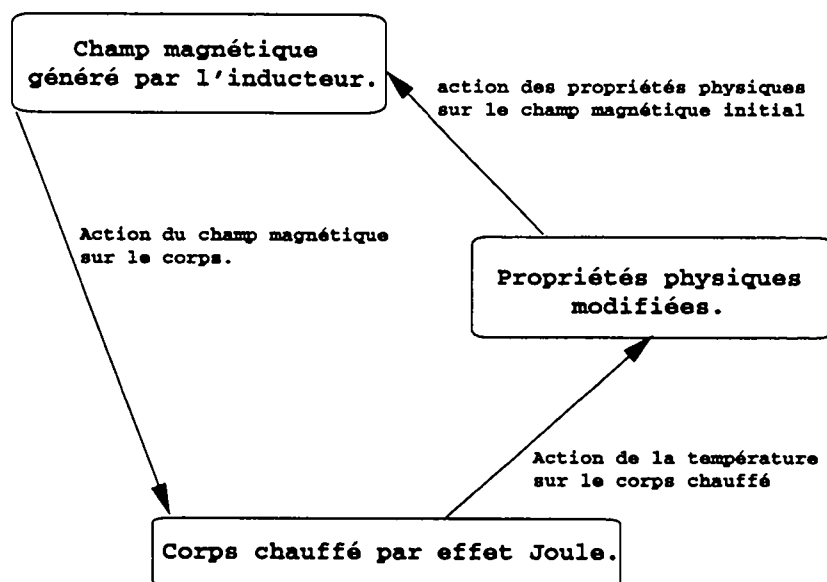 Champ magnétique
généré par l'inducteur.
action des propriétés physiques
sur le champ magnétique initial
Action du champ magnétique
sur le corps.
Propriétés physiques
modifiées.
Action de la température
sur le corps chauffé
Corps chauffé par effet Joule.